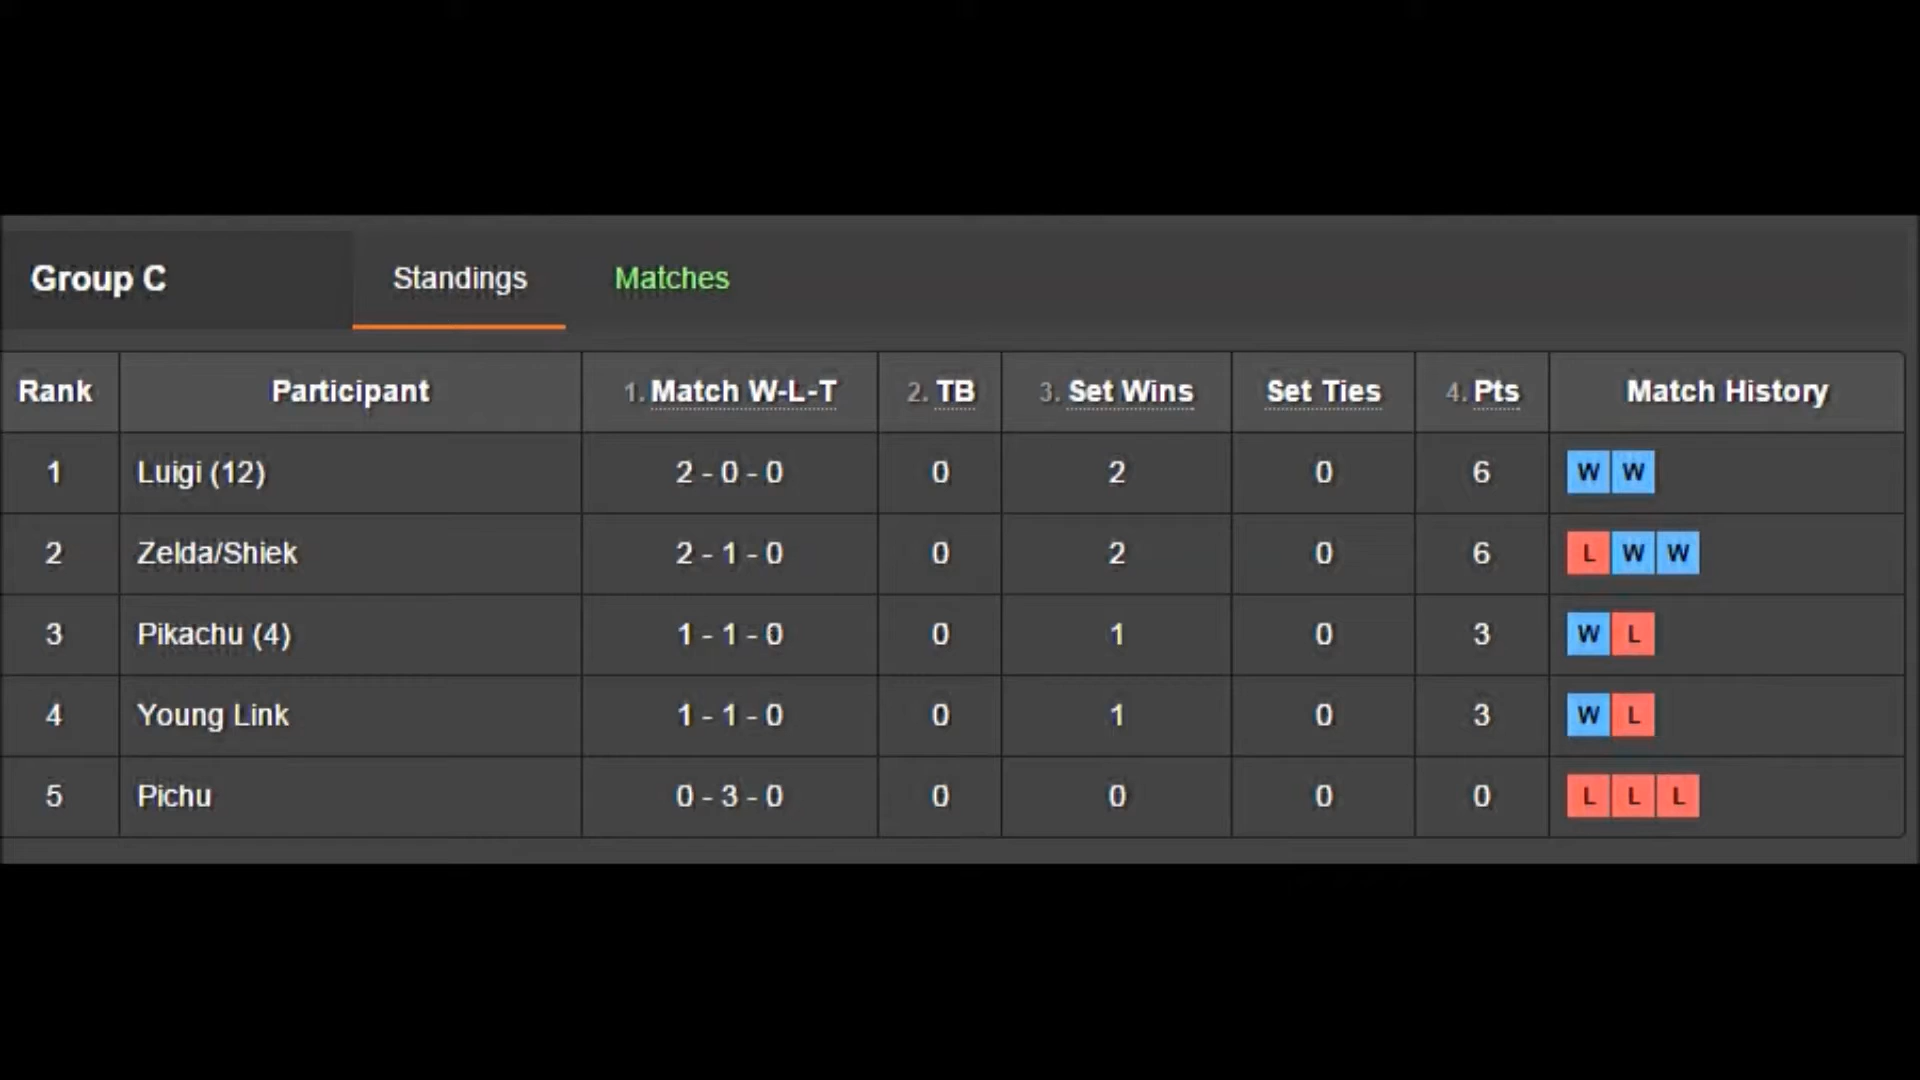 Group C Standings Matches
Rank Participant 1. Match W-L-T 2. TB 3. Set Wins Set Ties 4. Pts Match History
1 Luigi (12) 2 - 0 - 0 0 2 0 6 W W
2 Zelda/Shiek 2 - 1 - 0 0 2 0 6 L W W
3 Pikachu (4) 1 - 1 - 0 0 1 0 3 W L
4 Young Link 1 - 1 - 0 0 1 0 3 W L
5 Pichu 0 - 3 - 0 0 0 0 0 L L L